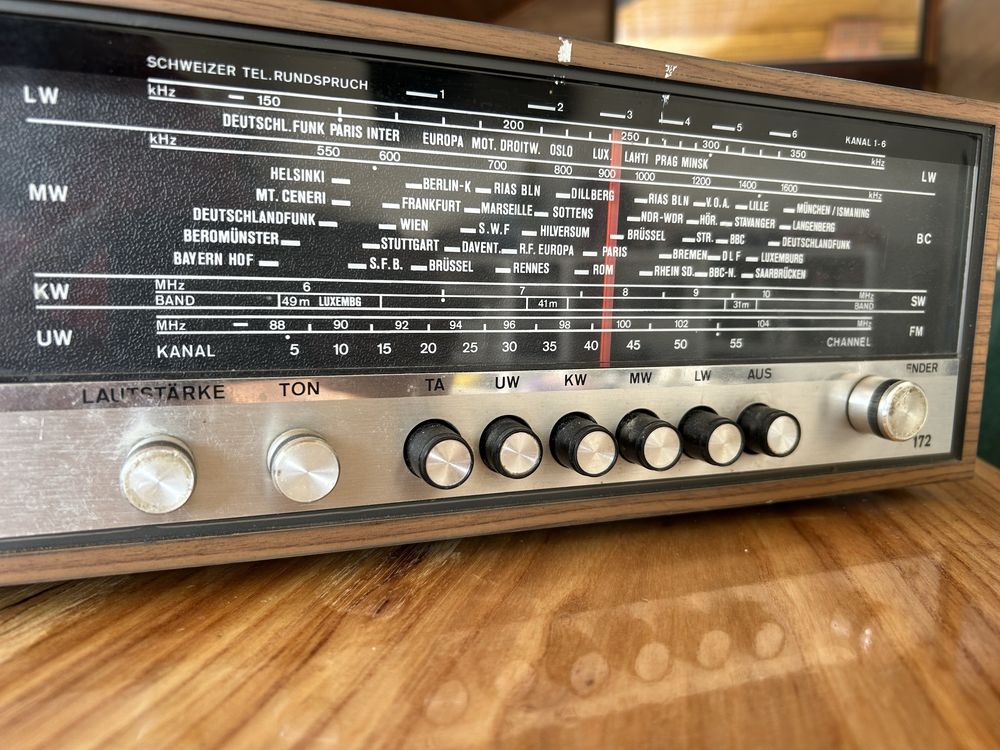 SCHWEIZER TEL.RUNDSPRUCH 1 2 3 4 5 6 KANAL 1-6
LW kHz 150 200 250 300 350 kHz LW
DEUTSCHL.FUNK PARIS INTER EUROPA MOT. DROITW. OSLO LUX. LAHTI PRAG MINSK
kHz 550 600 700 800 900 1000 1200 1400 1600 kHz
MW BC
HELSINKI BERLIN-K RIAS BLN DILLBERG RIAS BLN V.O.A. LILLE MÜNCHEN/ISMANING
MT. CENERI FRANKFURT MARSEILLE SOTTENS NDR-WDR HÖR. STAVANGER LANGENBERG
DEUTSCHLANDFUNK WIEN S.W.F HILVERSUM BRÜSSEL STR. BBC DEUTSCHLANDFUNK
BEROMÜNSTER STUTTGART DAVENT. R.F. EUROPA PARIS BREMEN DLF LUXEMBURG
BAYERN HOF S.F.B. BRÜSSEL RENNES ROM RHEIN SD. BBC-N. SAARBRÜCKEN
KW MHz 6 7 8 9 10 MHz SW
BAND 49m LUXEMBG 41m 31m BAND
UW MHz 88 90 92 94 96 98 100 102 104 MHz FM
KANAL 5 10 15 20 25 30 35 40 45 50 55 CHANNEL
LAUTSTÄRKE TON TA UW KW MW LW AUS ENDER
172